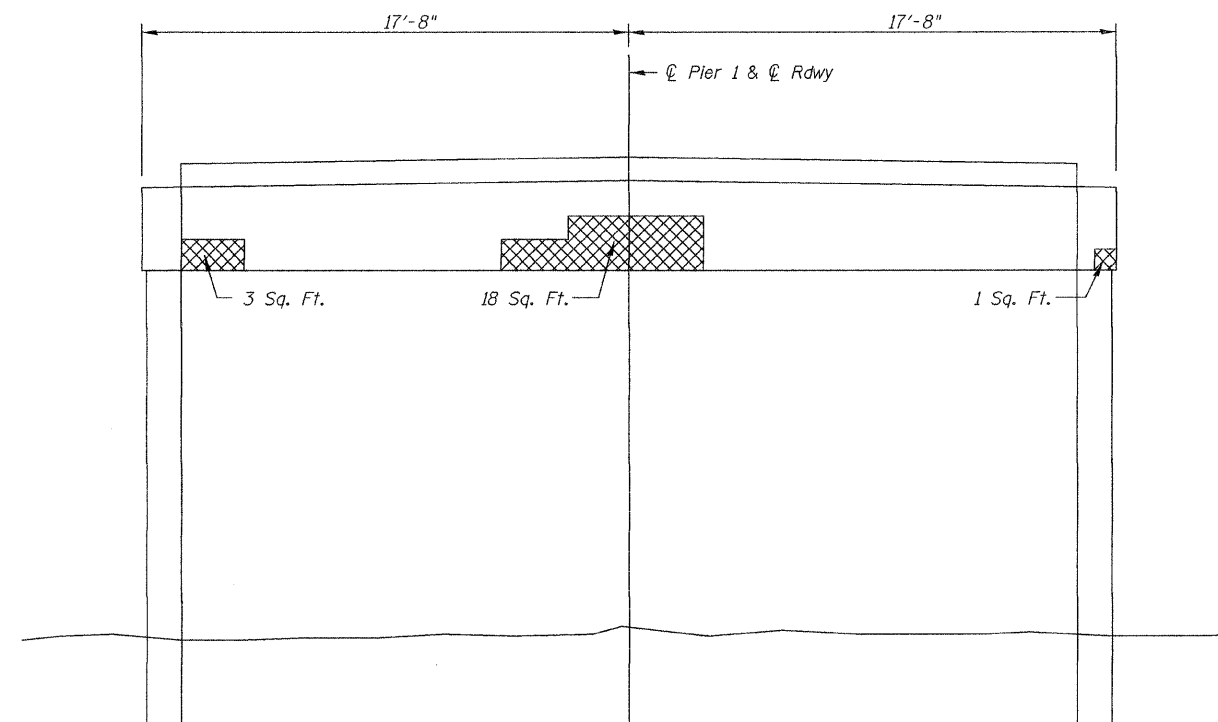 17'-8" 17'-8"
℄ Pier 1 & ℄ Rdwy
3 Sq. Ft. 18 Sq. Ft. 1 Sq. Ft.